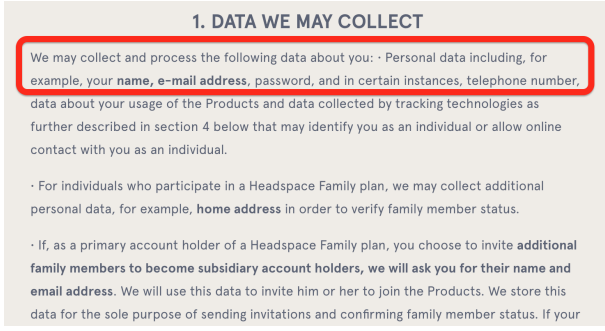 1. DATA WE MAY COLLECT
We may collect and process the following data about you: · Personal data including, for
example, your name, e-mail address, password, and in certain instances, telephone number,
data about your usage of the Products and data collected by tracking technologies as
further described in section 4 below that may identify you as an individual or allow online
contact with you as an individual.
· For individuals who participate in a Headspace Family plan, we may collect additional
personal data, for example, home address in order to verify family member status.
· If, as a primary account holder of a Headspace Family plan, you choose to invite additional
family members to become subsidiary account holders, we will ask you for their name and
email address. We will use this data to invite him or her to join the Products. We store this
data for the sole purpose of sending invitations and confirming family member status. If your